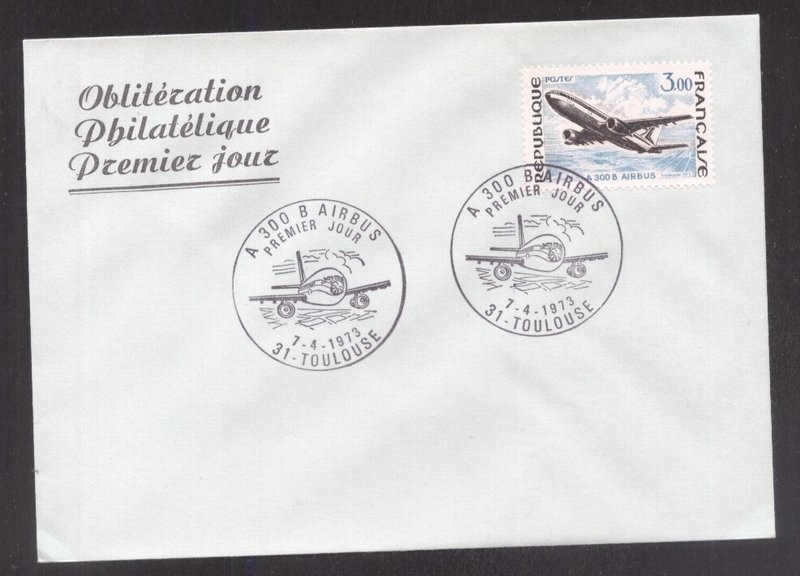 Oblitération
Philatélique
Premier jour
POSTES
3.00
RÉPUBLIQUE
FRANÇAISE
A 300 B AIRBUS
A 300 B AIRBUS
PREMIER JOUR
7-4-1973
31-TOULOUSE
A 300 B AIRBUS
PREMIER JOUR
7-4-1973
31-TOULOUSE